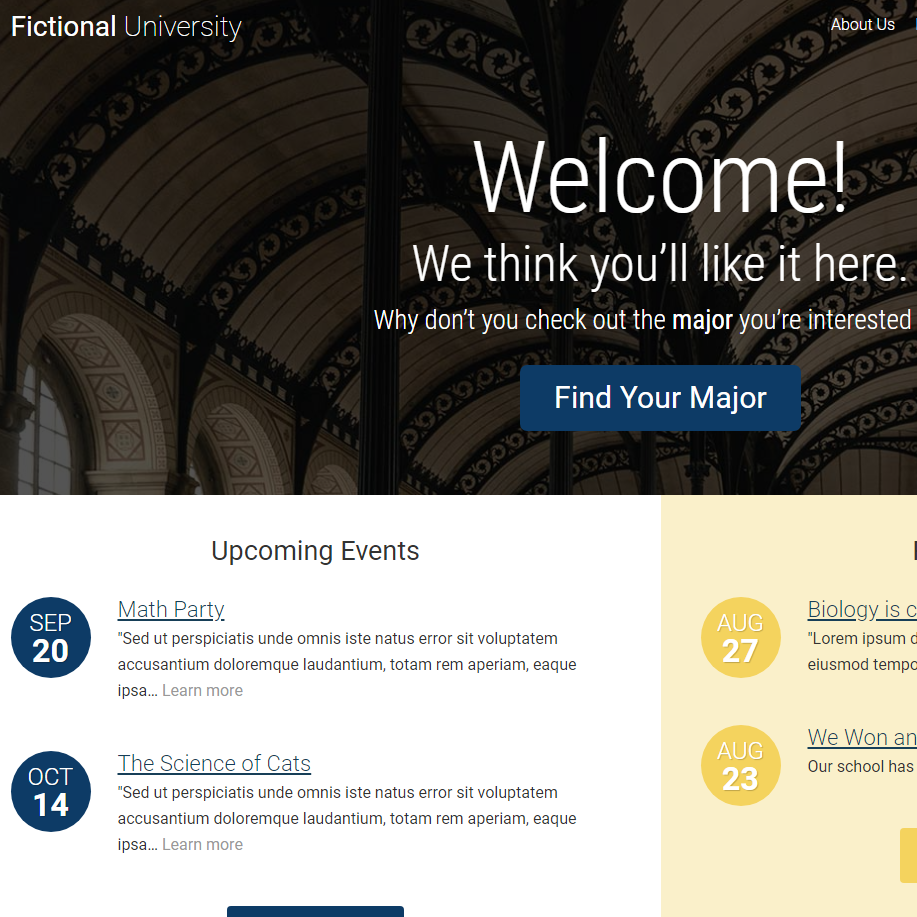 Fictional University
About Us
Welcome!
We think you’ll like it here.
Why don’t you check out the major you’re interested
Find Your Major
Upcoming Events
SEP
20
Math Party
"Sed ut perspiciatis unde omnis iste natus error sit voluptatem
accusantium doloremque laudantium, totam rem aperiam, eaque
ipsa… Learn more
OCT
14
The Science of Cats
"Sed ut perspiciatis unde omnis iste natus error sit voluptatem
accusantium doloremque laudantium, totam rem aperiam, eaque
ipsa… Learn more
AUG
27
Biology is
"Lorem ipsum
eiusmod
AUG
23
We Won
Our school has